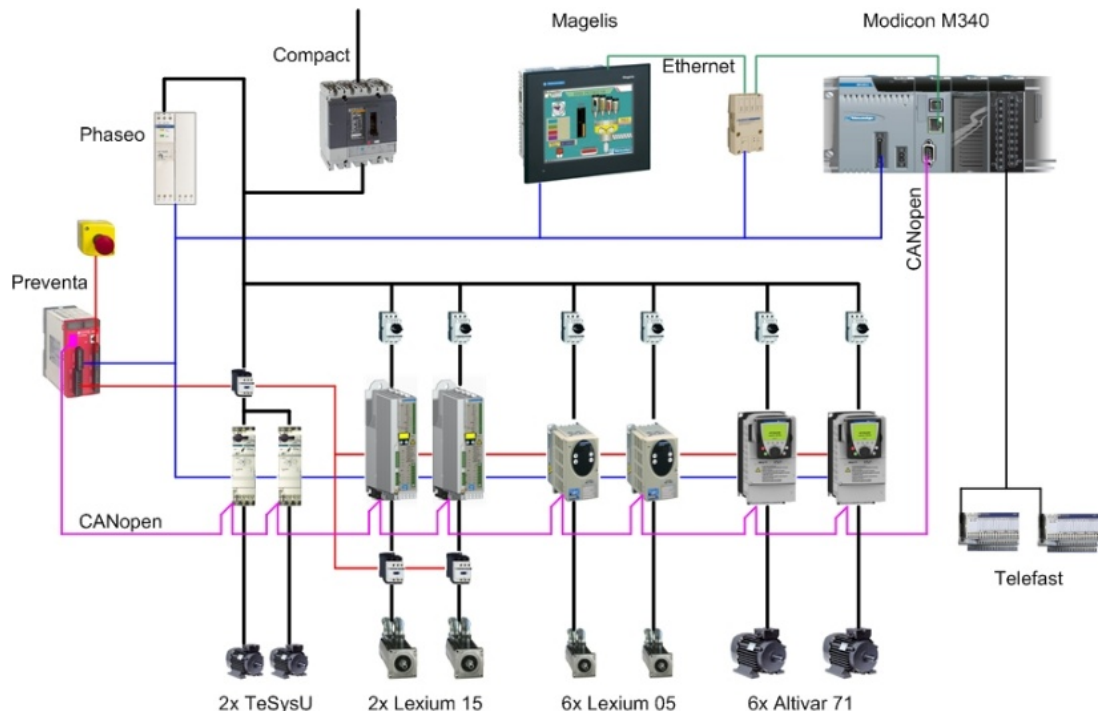 Magelis
Modicon M340
Compact
Ethernet
Phaseo
CANopen
Preventa
CANopen
Telefast
2x TeSysU
2x Lexium 15
6x Lexium 05
6x Altivar 71